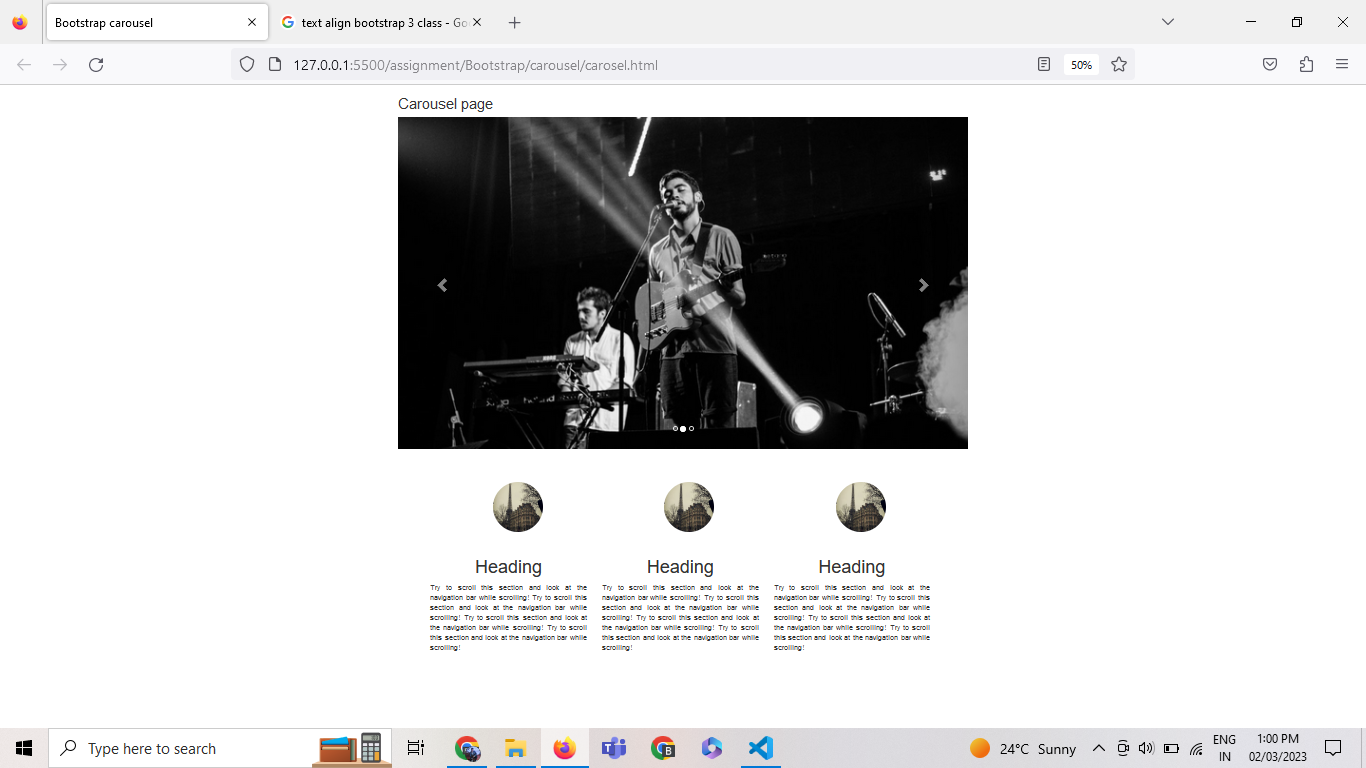 Bootstrap carousel
text align bootstrap 3 class - Go
127.0.0.1:5500/assignment/Bootstrap/carousel/carosel.html
50%
Carousel page
Heading
Try to scroll this section and look at the
navigation bar while scrolling! Try to scroll this
section and look at the navigation bar while
scrolling! Try to scroll this section and look at
the navigation bar while scrolling! Try to scroll
this section and look at the navigation bar while
scrolling!
Heading
Try to scroll this section and look at the
navigation bar while scrolling! Try to scroll this
section and look at the navigation bar while
scrolling! Try to scroll this section and look at
the navigation bar while scrolling! Try to scroll
this section and look at the navigation bar while
scrolling!
Heading
Try to scroll this section and look at the
navigation bar while scrolling! Try to scroll this
section and look at the navigation bar while
scrolling! Try to scroll this section and look at
the navigation bar while scrolling! Try to scroll
this section and look at the navigation bar while
scrolling!
Type here to search
24°C Sunny
ENG
IN
1:00 PM
02/03/2023